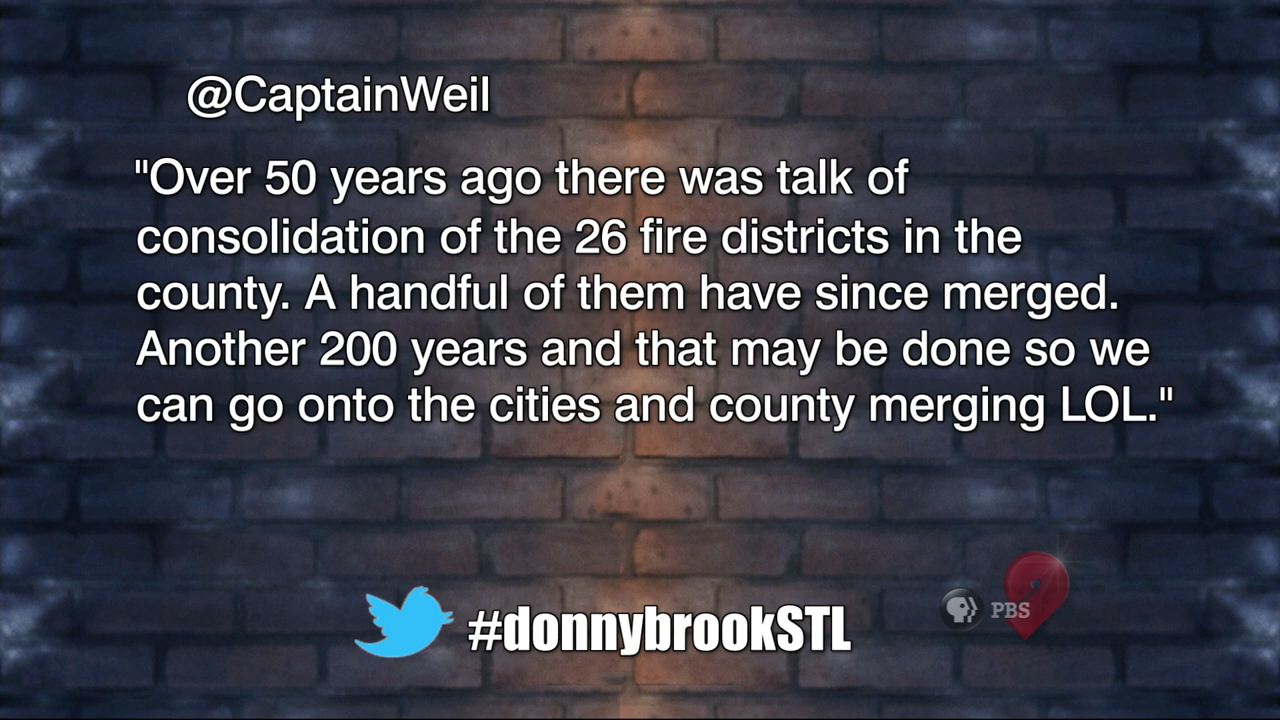 @CaptainWeil
"Over 50 years ago there was talk of
consolidation of the 26 fire districts in the
county. A handful of them have since merged.
Another 200 years and that may be done so we
can go onto the cities and county merging LOL."
#donnybrookSTL
PBS